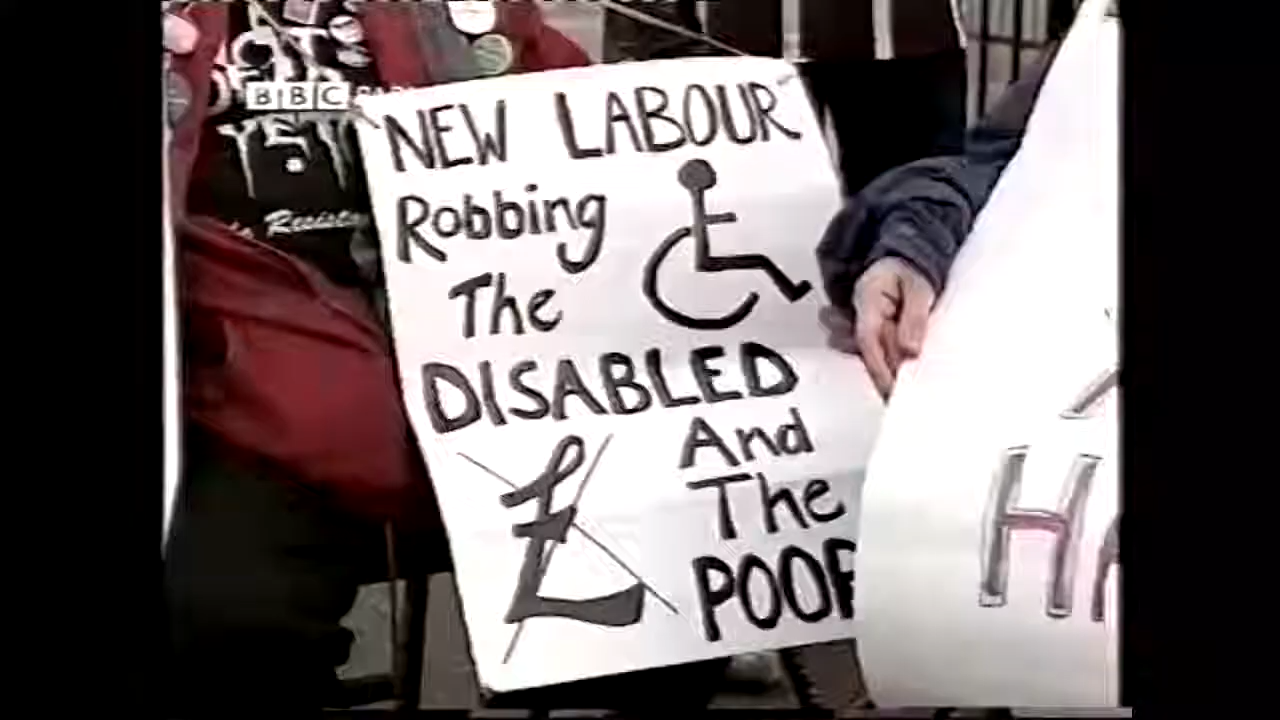 BBC
NEW LABOUR
Robbing
The
DISABLED
£ And
The
POOR
H